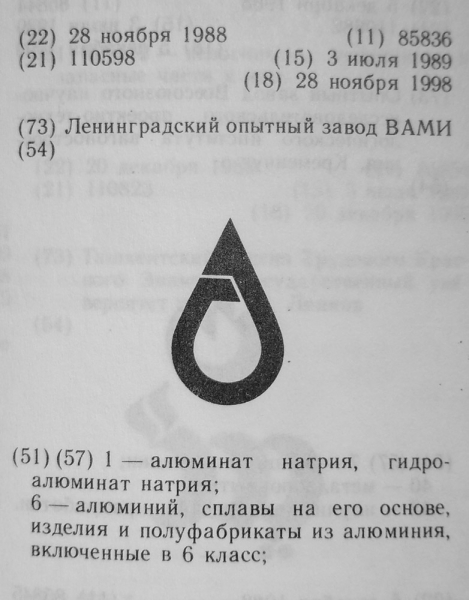 (22) 28 ноября 1988 (11) 85836
(21) 110598 (15) 3 июля 1989
(18) 28 ноября 1998
(73) Ленинградский опытный завод ВАМИ
(54)
(51) (57) 1 — алюминат натрия, гидро-
алюминат натрия;
6 — алюминий, сплавы на его основе,
изделия и полуфабрикаты из алюминия,
включенные в 6 класс;